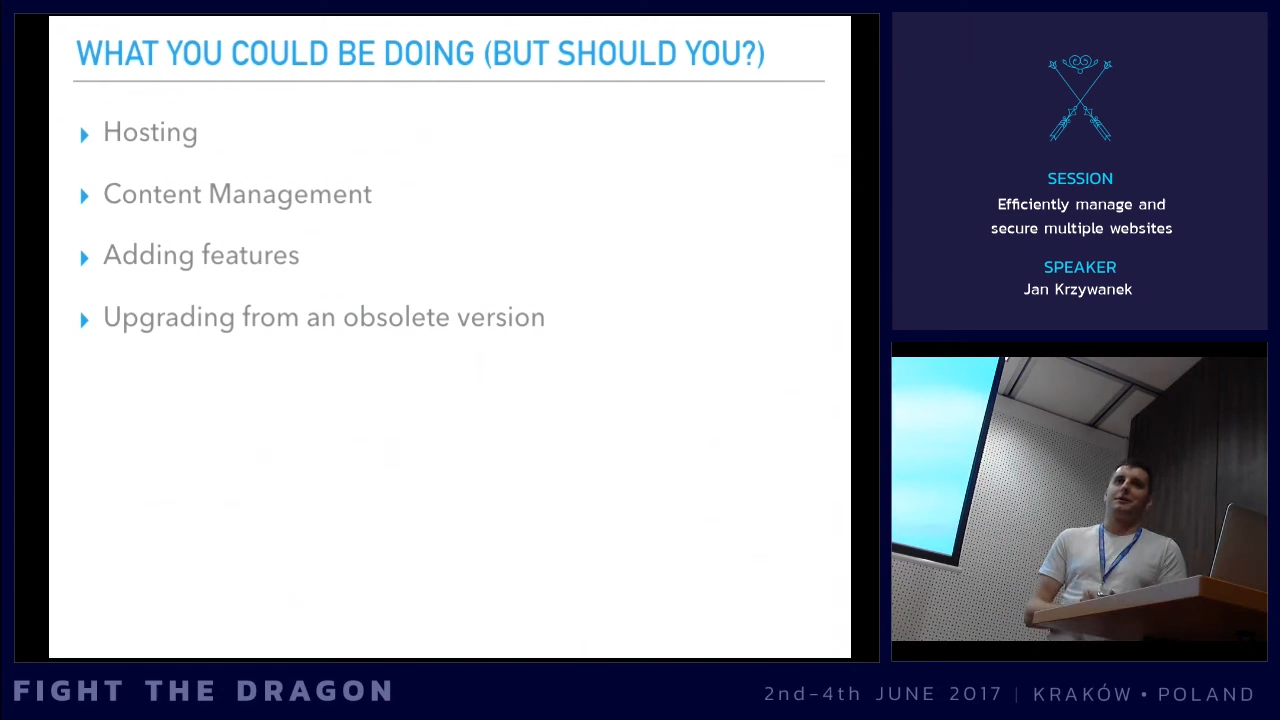 WHAT YOU COULD BE DOING (BUT SHOULD YOU?)
Hosting
Content Management
Adding features
Upgrading from an obsolete version
SESSION
Efficiently manage and
secure multiple websites
SPEAKER
Jan Krzywanek
FIGHT THE DRAGON
2nd-4th JUNE 2017 | KRAKÓW • POLAND